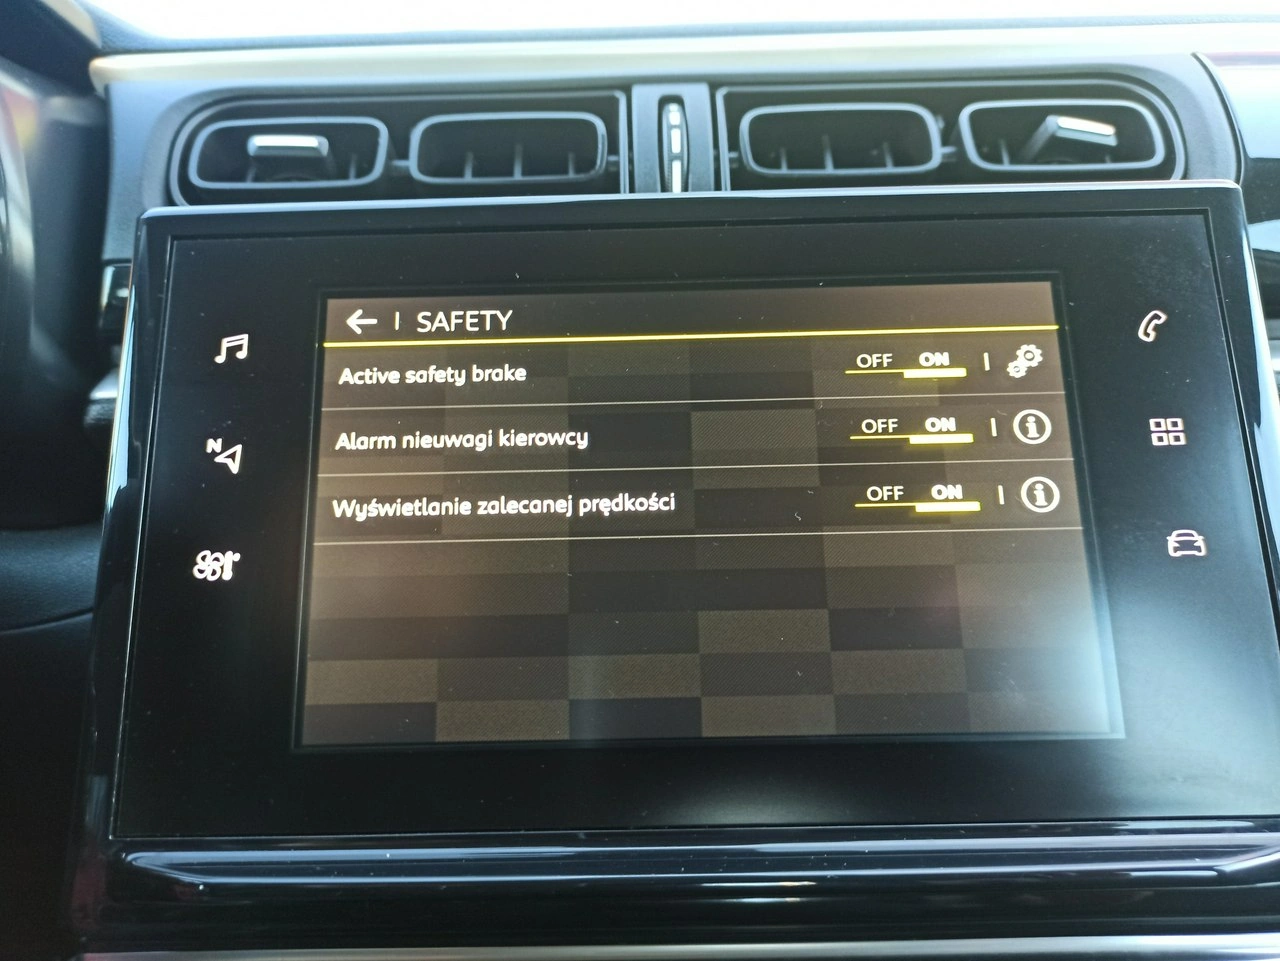 ← | SAFETY
Active safety brake OFF ON |
Alarm nieuwagi kierowcy OFF ON | i
Wyświetlanie zalecanej prędkości OFF ON | i
N